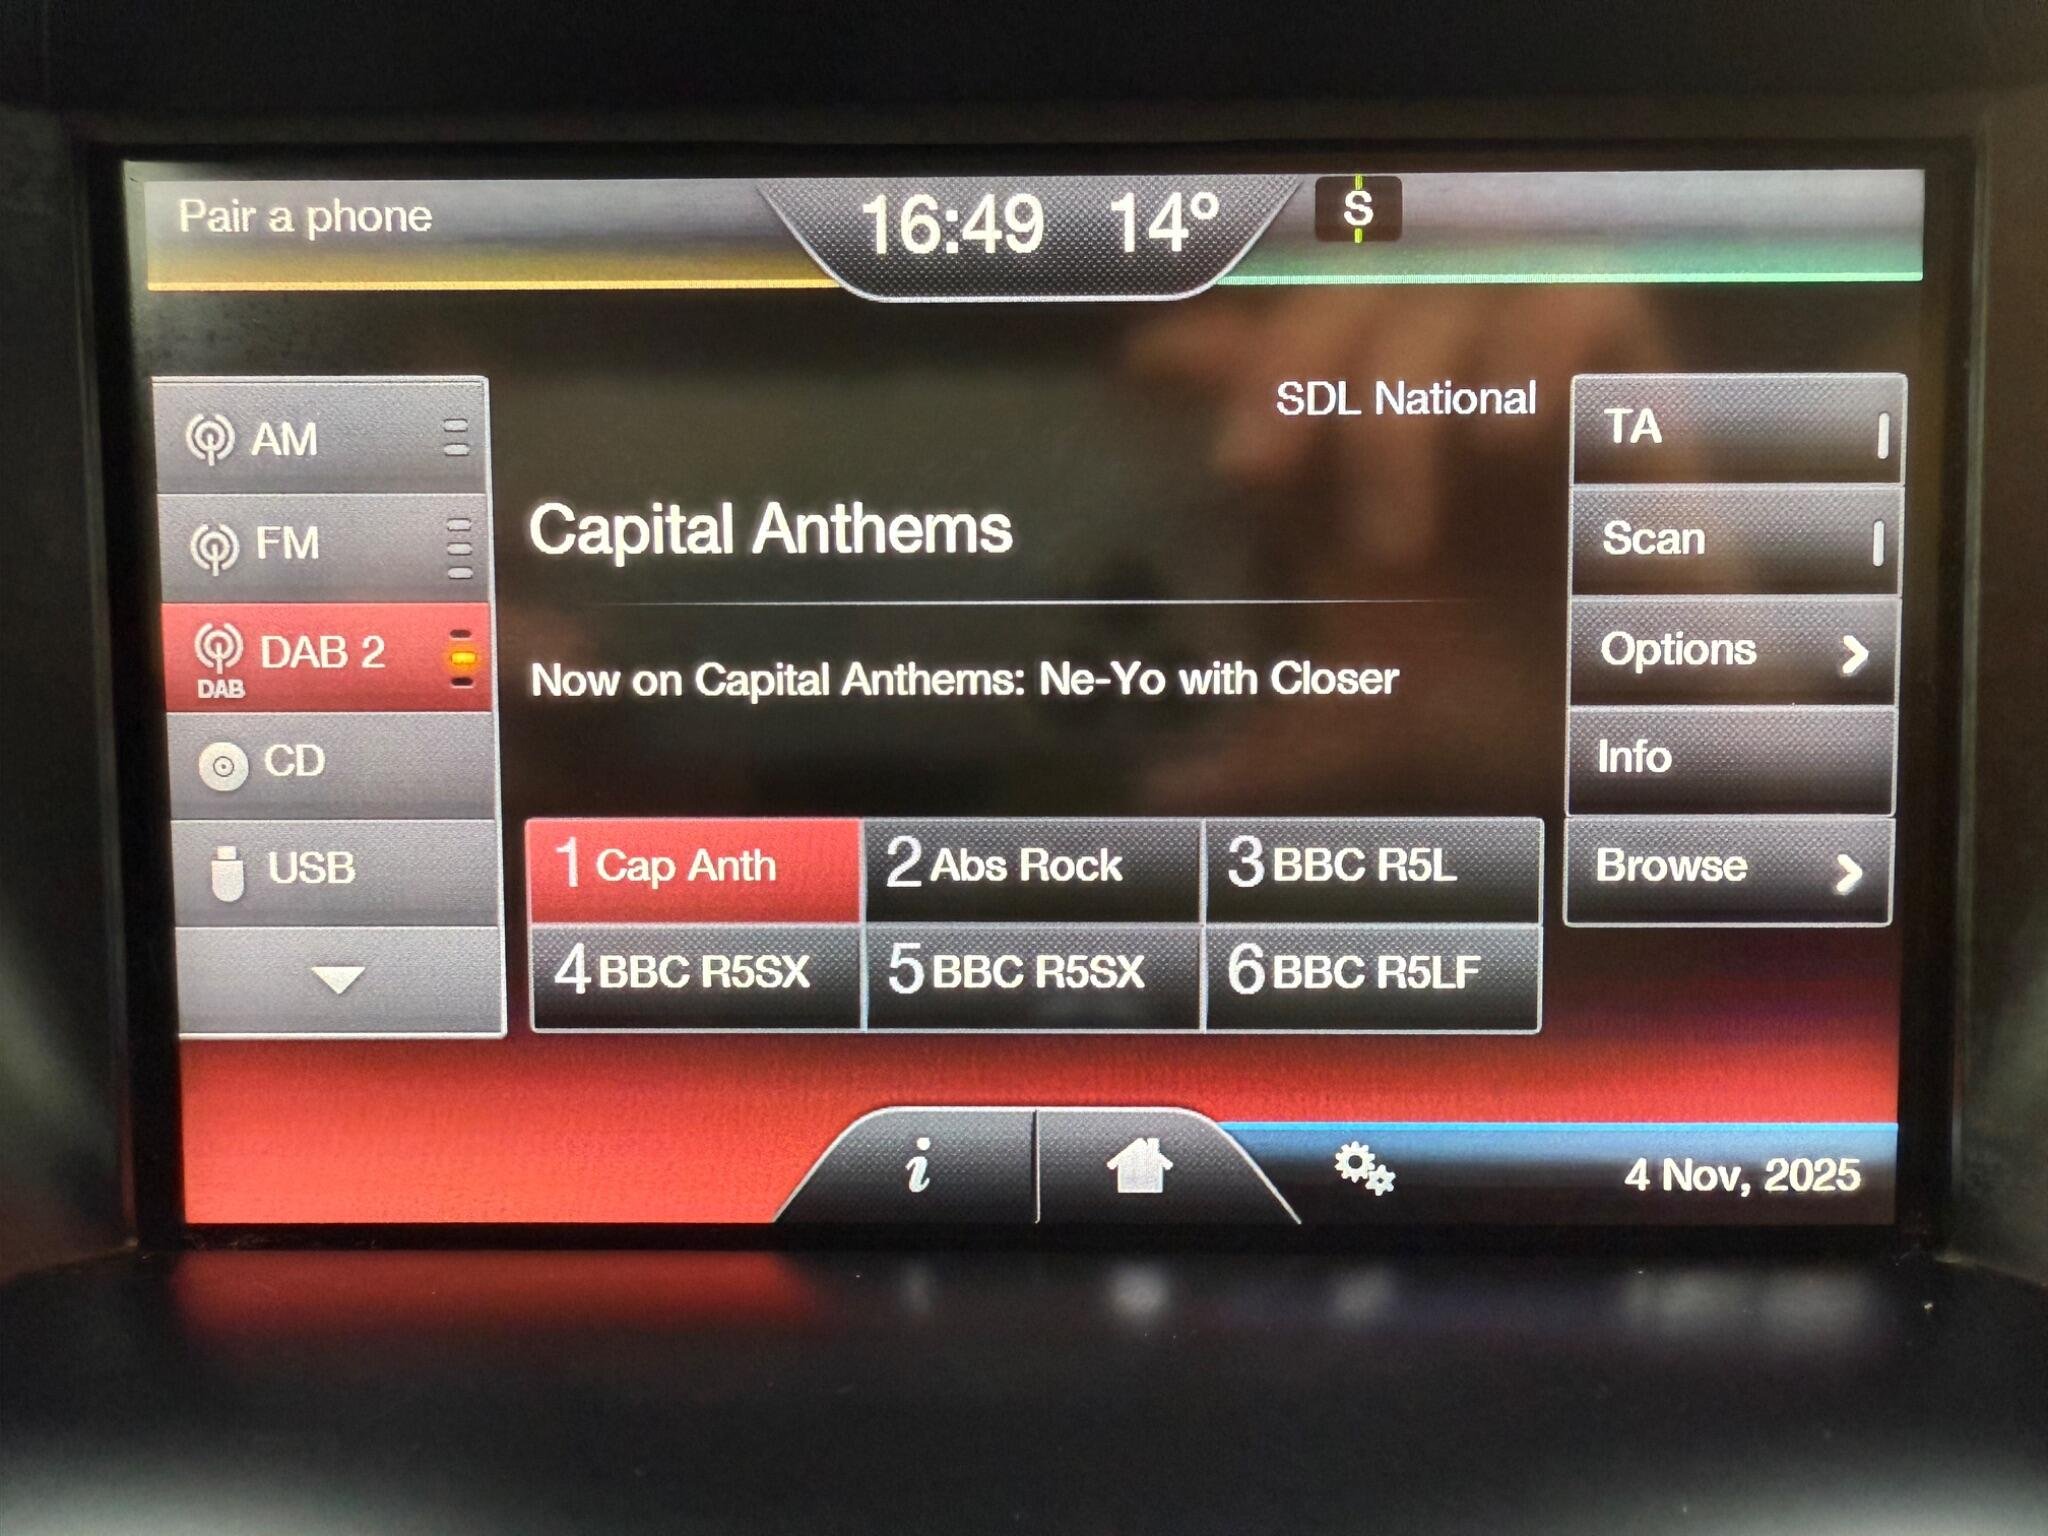 Pair a phone
16:49 14°
S
SDL National
AM
FM
DAB 2
DAB
CD
USB
Capital Anthems
Now on Capital Anthems: Ne-Yo with Closer
1 Cap Anth
2 Abs Rock
3 BBC R5L
4 BBC R5SX
5 BBC R5SX
6 BBC R5LF
TA
Scan
Options
Info
Browse
i
4 Nov, 2025